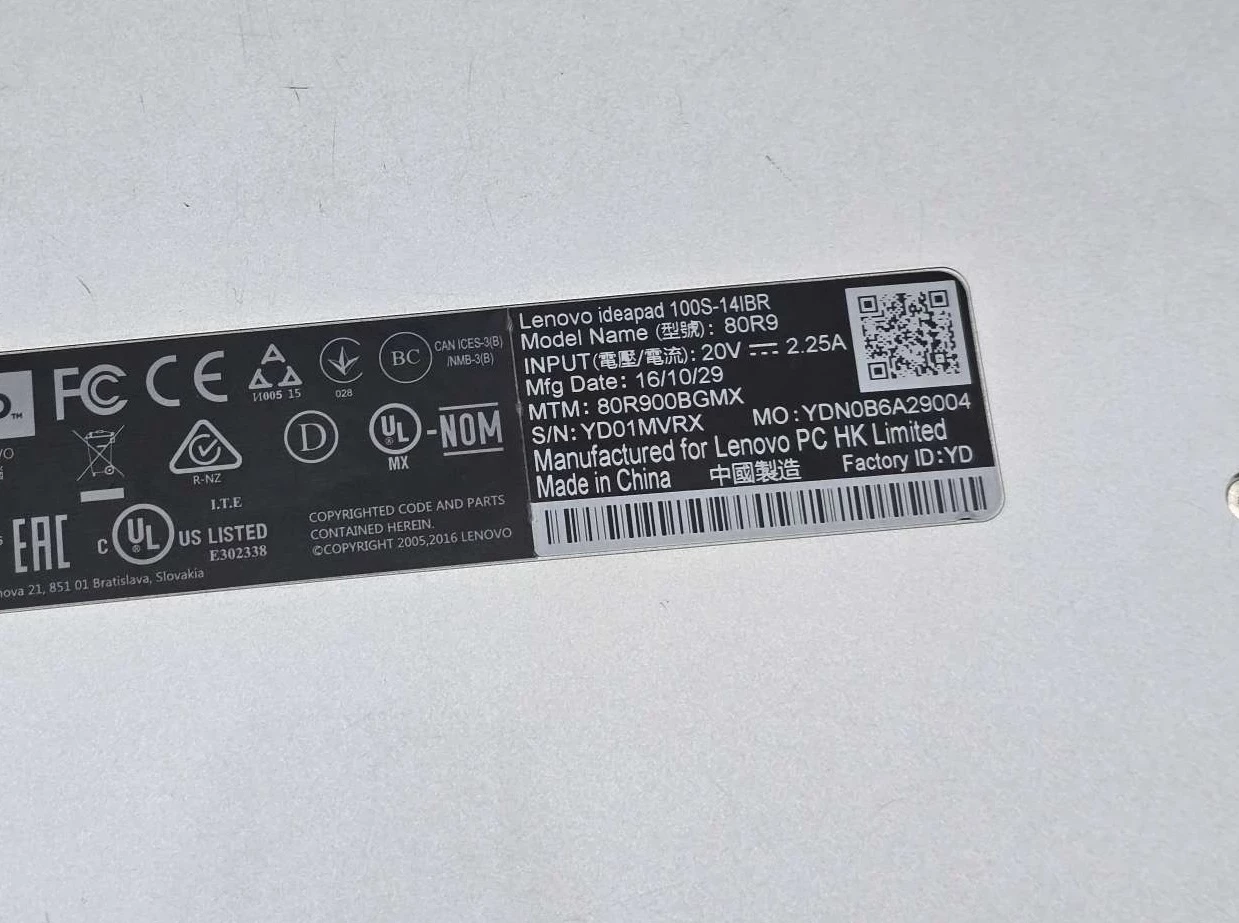 FC CE
И005 15
028
BC
CAN ICES-3(B)
/NMB-3(B)
R-NZ
D
UL
-NOM
MX
I.T.E
EAC
c UL US LISTED
E302338
COPYRIGHTED CODE AND PARTS
CONTAINED HEREIN.
©COPYRIGHT 2005,2016 LENOVO
21, 851 01 Bratislava, Slovakia
Lenovo ideapad 100S-14IBR
Model Name (型號): 80R9
INPUT(電壓/電流): 20V ⎓ 2.25A
Mfg Date: 16/10/29
MTM: 80R900BGMX
S/N: YD01MVRX MO:YDN0B6A29004
Manufactured for Lenovo PC HK Limited
Made in China 中國製造 Factory ID:YD